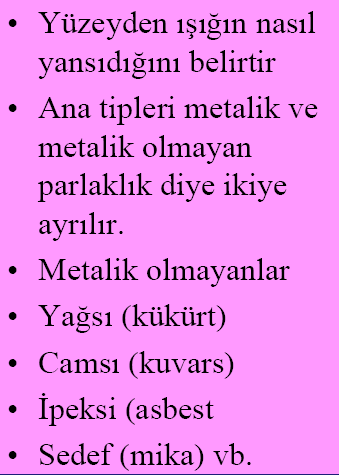 • Yüzeyden ışığın nasıl
yansıdığını belirtir
• Ana tipleri metalik ve
metalik olmayan
parlaklık diye ikiye
ayrılır.
• Metalik olmayanlar
• Yağsı (kükürt)
• Camsı (kuvars)
• İpeksi (asbest
• Sedef (mika) vb.